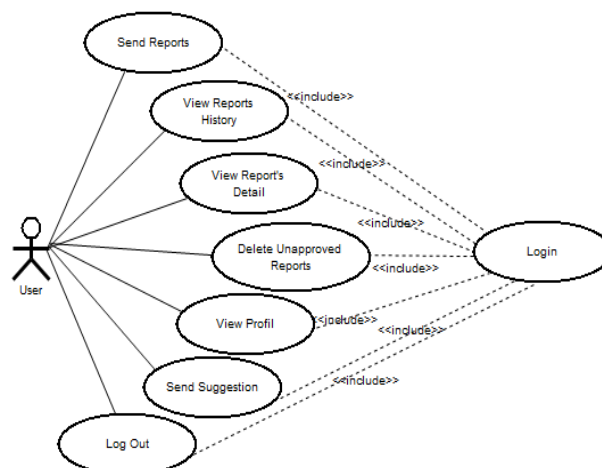 Send Reports
<<include>>
View Reports
History
<<include>>
View Report's
Detail
<<include>>
Delete Unapproved
Reports
<<include>>
Login
User
View Profil
<<include>>
<<include>>
Send Suggestion
<<include>>
Log Out